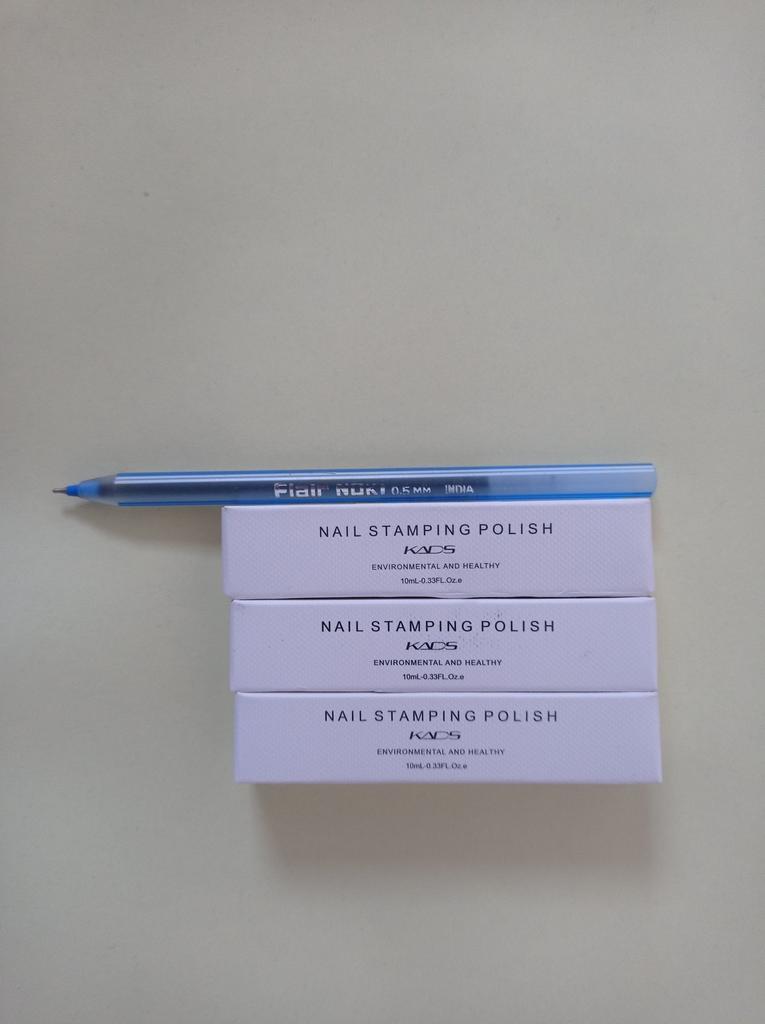 Flair NOKI 0.5 MM INDIA
NAIL STAMPING POLISH
KADS
ENVIRONMENTAL AND HEALTHY
10mL-0.33FL.Oz.e
NAIL STAMPING POLISH
KADS
ENVIRONMENTAL AND HEALTHY
10mL-0.33FL.Oz.e
NAIL STAMPING POLISH
KADS
ENVIRONMENTAL AND HEALTHY
10mL-0.33FL.Oz.e